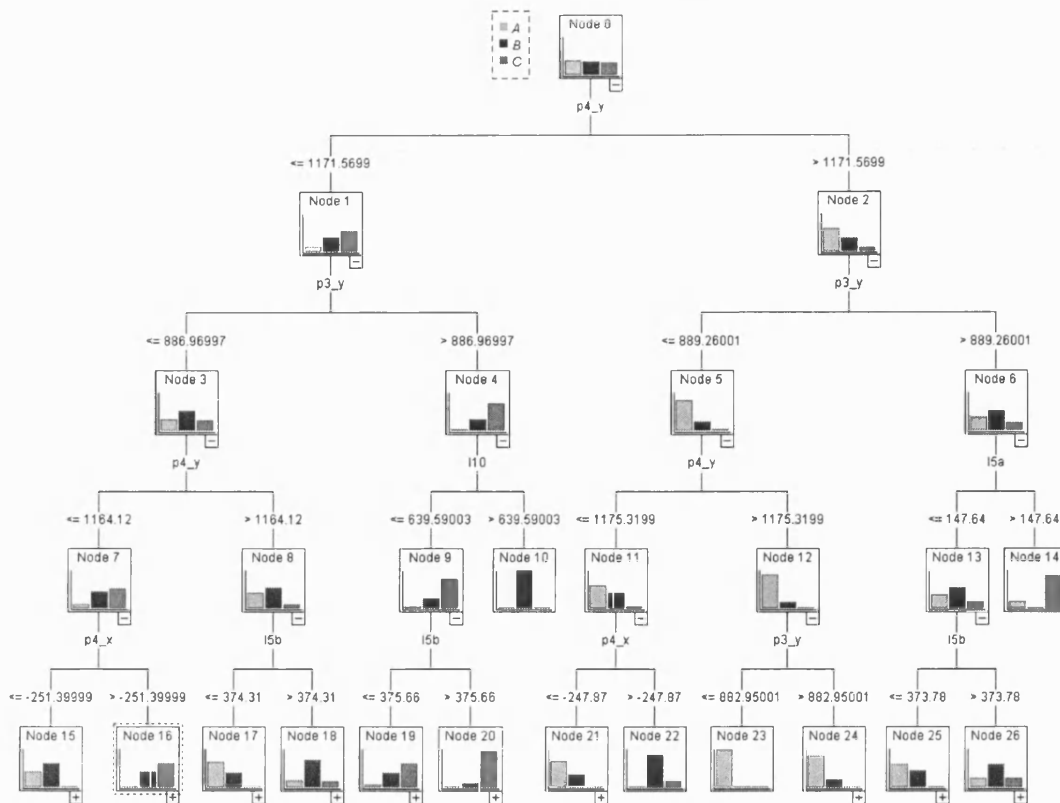 A
B
C
Node 0
p4_y
<= 1171.5699
> 1171.5699
Node 1
Node 2
p3_y
p3_y
<= 886.96997
> 886.96997
<= 889.26001
> 889.26001
Node 3
Node 4
Node 5
Node 6
p4_y
l10
p4_y
l5a
<= 1164.12
> 1164.12
<= 639.59003
> 639.59003
<= 1175.3199
> 1175.3199
<= 147.64
> 147.64
Node 7
Node 8
Node 9
Node 10
Node 11
Node 12
Node 13
Node 14
p4_x
l5b
l5b
p4_x
p3_y
l5b
<= -251.39999
> -251.39999
<= 374.31
> 374.31
<= 375.66
> 375.66
<= -247.97
> -247.97
<= 882.95001
> 882.95001
<= 373.78
> 373.78
Node 15
Node 16
Node 17
Node 18
Node 19
Node 20
Node 21
Node 22
Node 23
Node 24
Node 25
Node 26